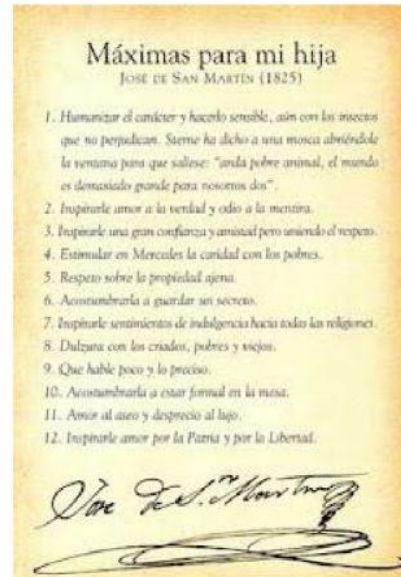 Máximas para mi hija
JOSÉ DE SAN MARTÍN (1825)
1. Humanizar el carácter y hacerlo sensible, aún con los insectos
que no perjudican. Sterne ha dicho a una mosca abriéndole
la ventana para que saliese: "anda pobre animal, el mundo
es demasiado grande para nosotros dos".
2. Inspirarle amor a la verdad y odio a la mentira.
3. Inspirarle una gran confianza y amistad pero uniendo el respeto.
4. Estimular en Mercedes la caridad con los pobres.
5. Respeto sobre la propiedad ajena.
6. Acostumbrarla a guardar un secreto.
7. Inspirarle sentimientos de indulgencia hacia todas las religiones.
8. Dulzura con los criados, pobres y viejos.
9. Que hable poco y lo preciso.
10. Acostumbrarla a estar formal en la mesa.
11. Amor al aseo y desprecio al lujo.
12. Inspirarle amor por la Patria y por la Libertad.
Jose de S.n Martin